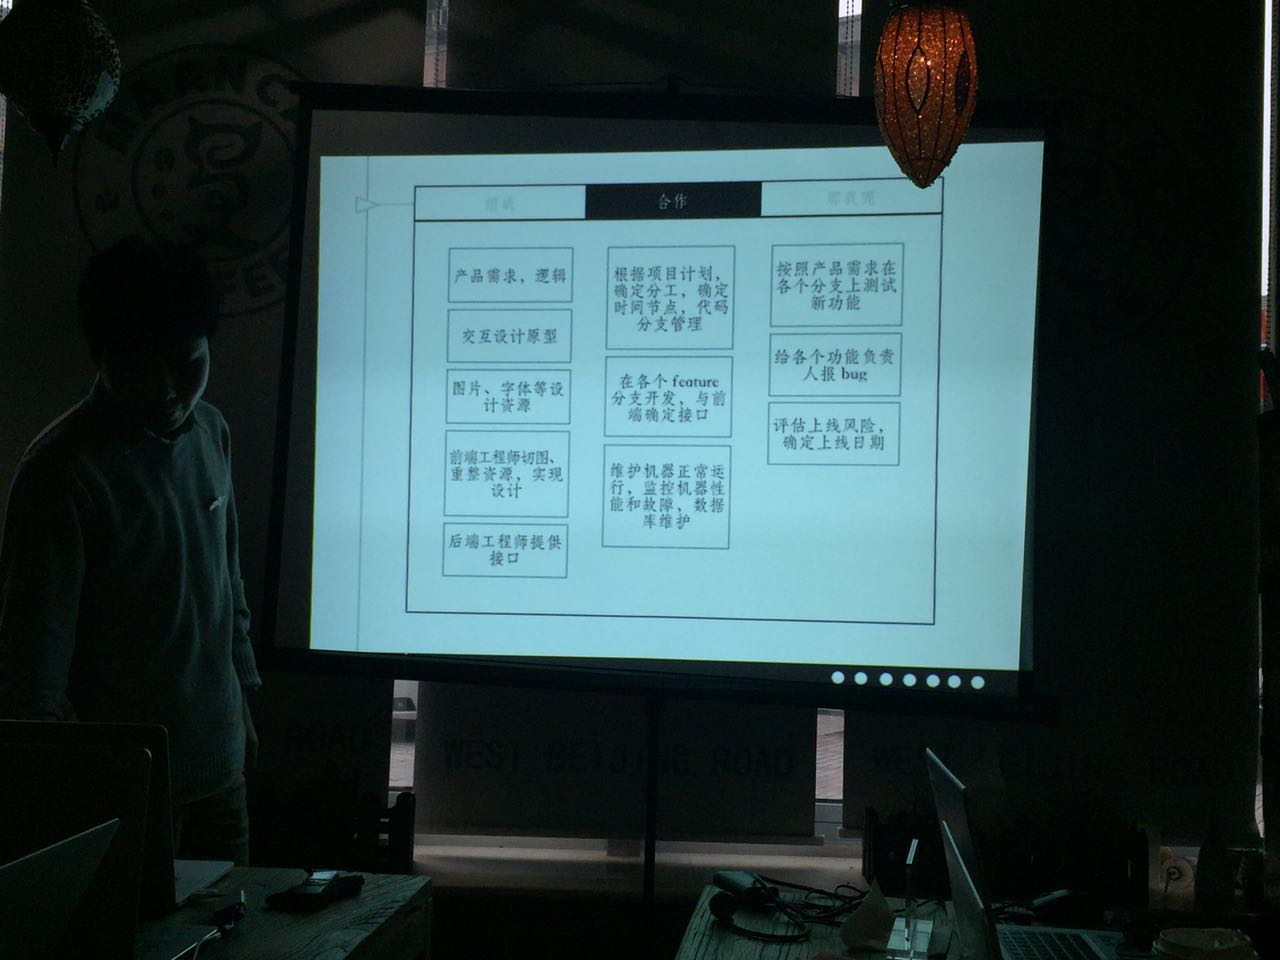 组成
合作
那我呢
产品需求，逻辑
交互设计原型
图片、字体等设
计资源
前端工程师切图、
重整资源，实现
设计
后端工程师提供
接口
根据项目计划，
确定分工、确定
时间节点，代码
分支管理
在各个 feature
分支开发，与前
端确定接口
维护机器正常运
行，监控机器性
能和故障，数据
库维护
按照产品需求在
各个分支上测试
新功能
给各个功能负责
人报 bug
评估上线风险，
确定上线日期
ROAD
WEST BEIJING ROAD